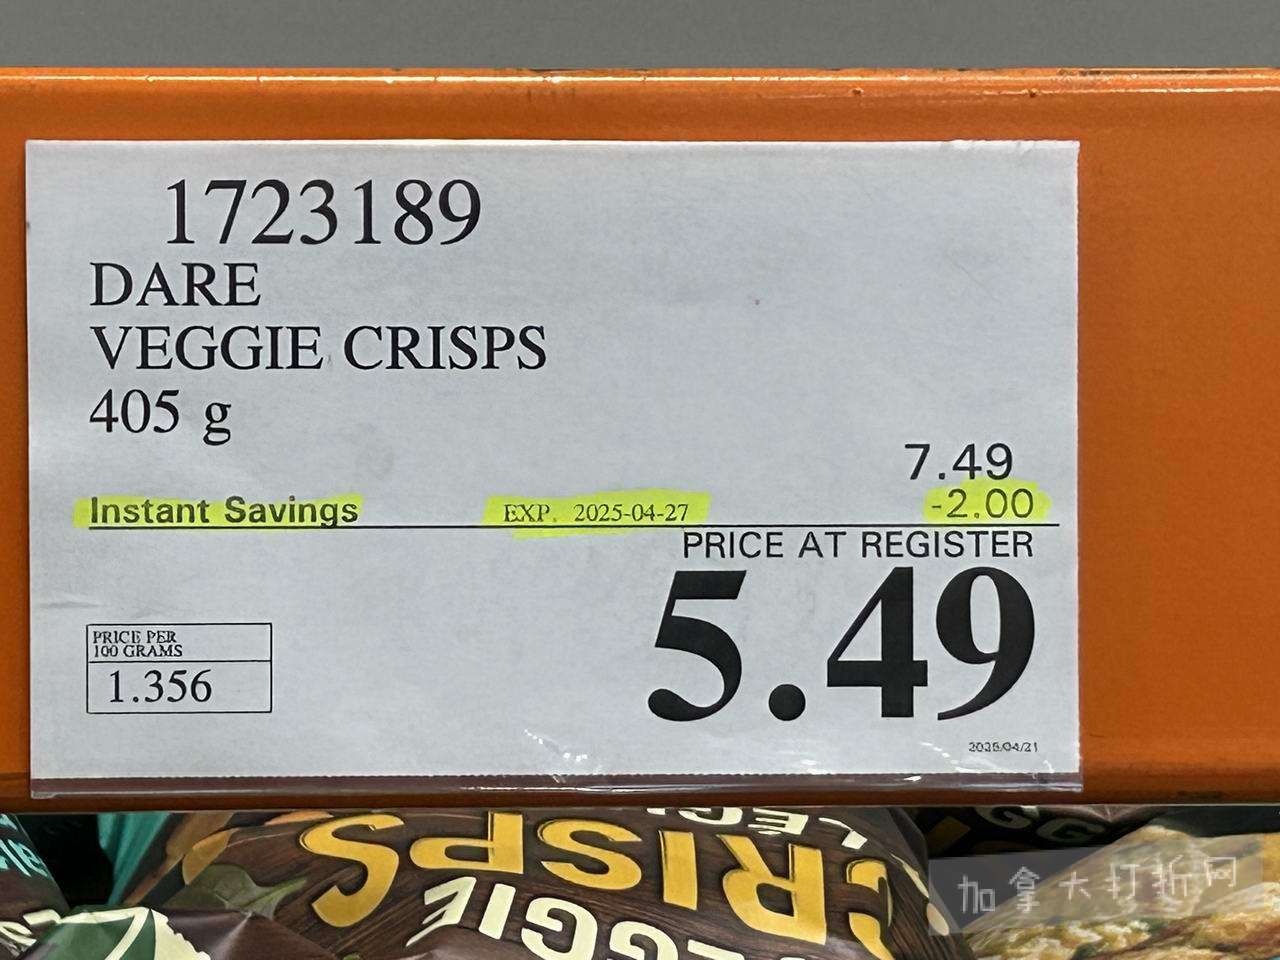 1723189
DARE
VEGGIE CRISPS
405 g
7.49
Instant Savings EXP. 2025-04-27 -2.00
PRICE AT REGISTER
5.49
PRICE PER
100 GRAMS
1.356
2025/04/21
LÉG
CRISPS
VEGGIE
加拿大打折网